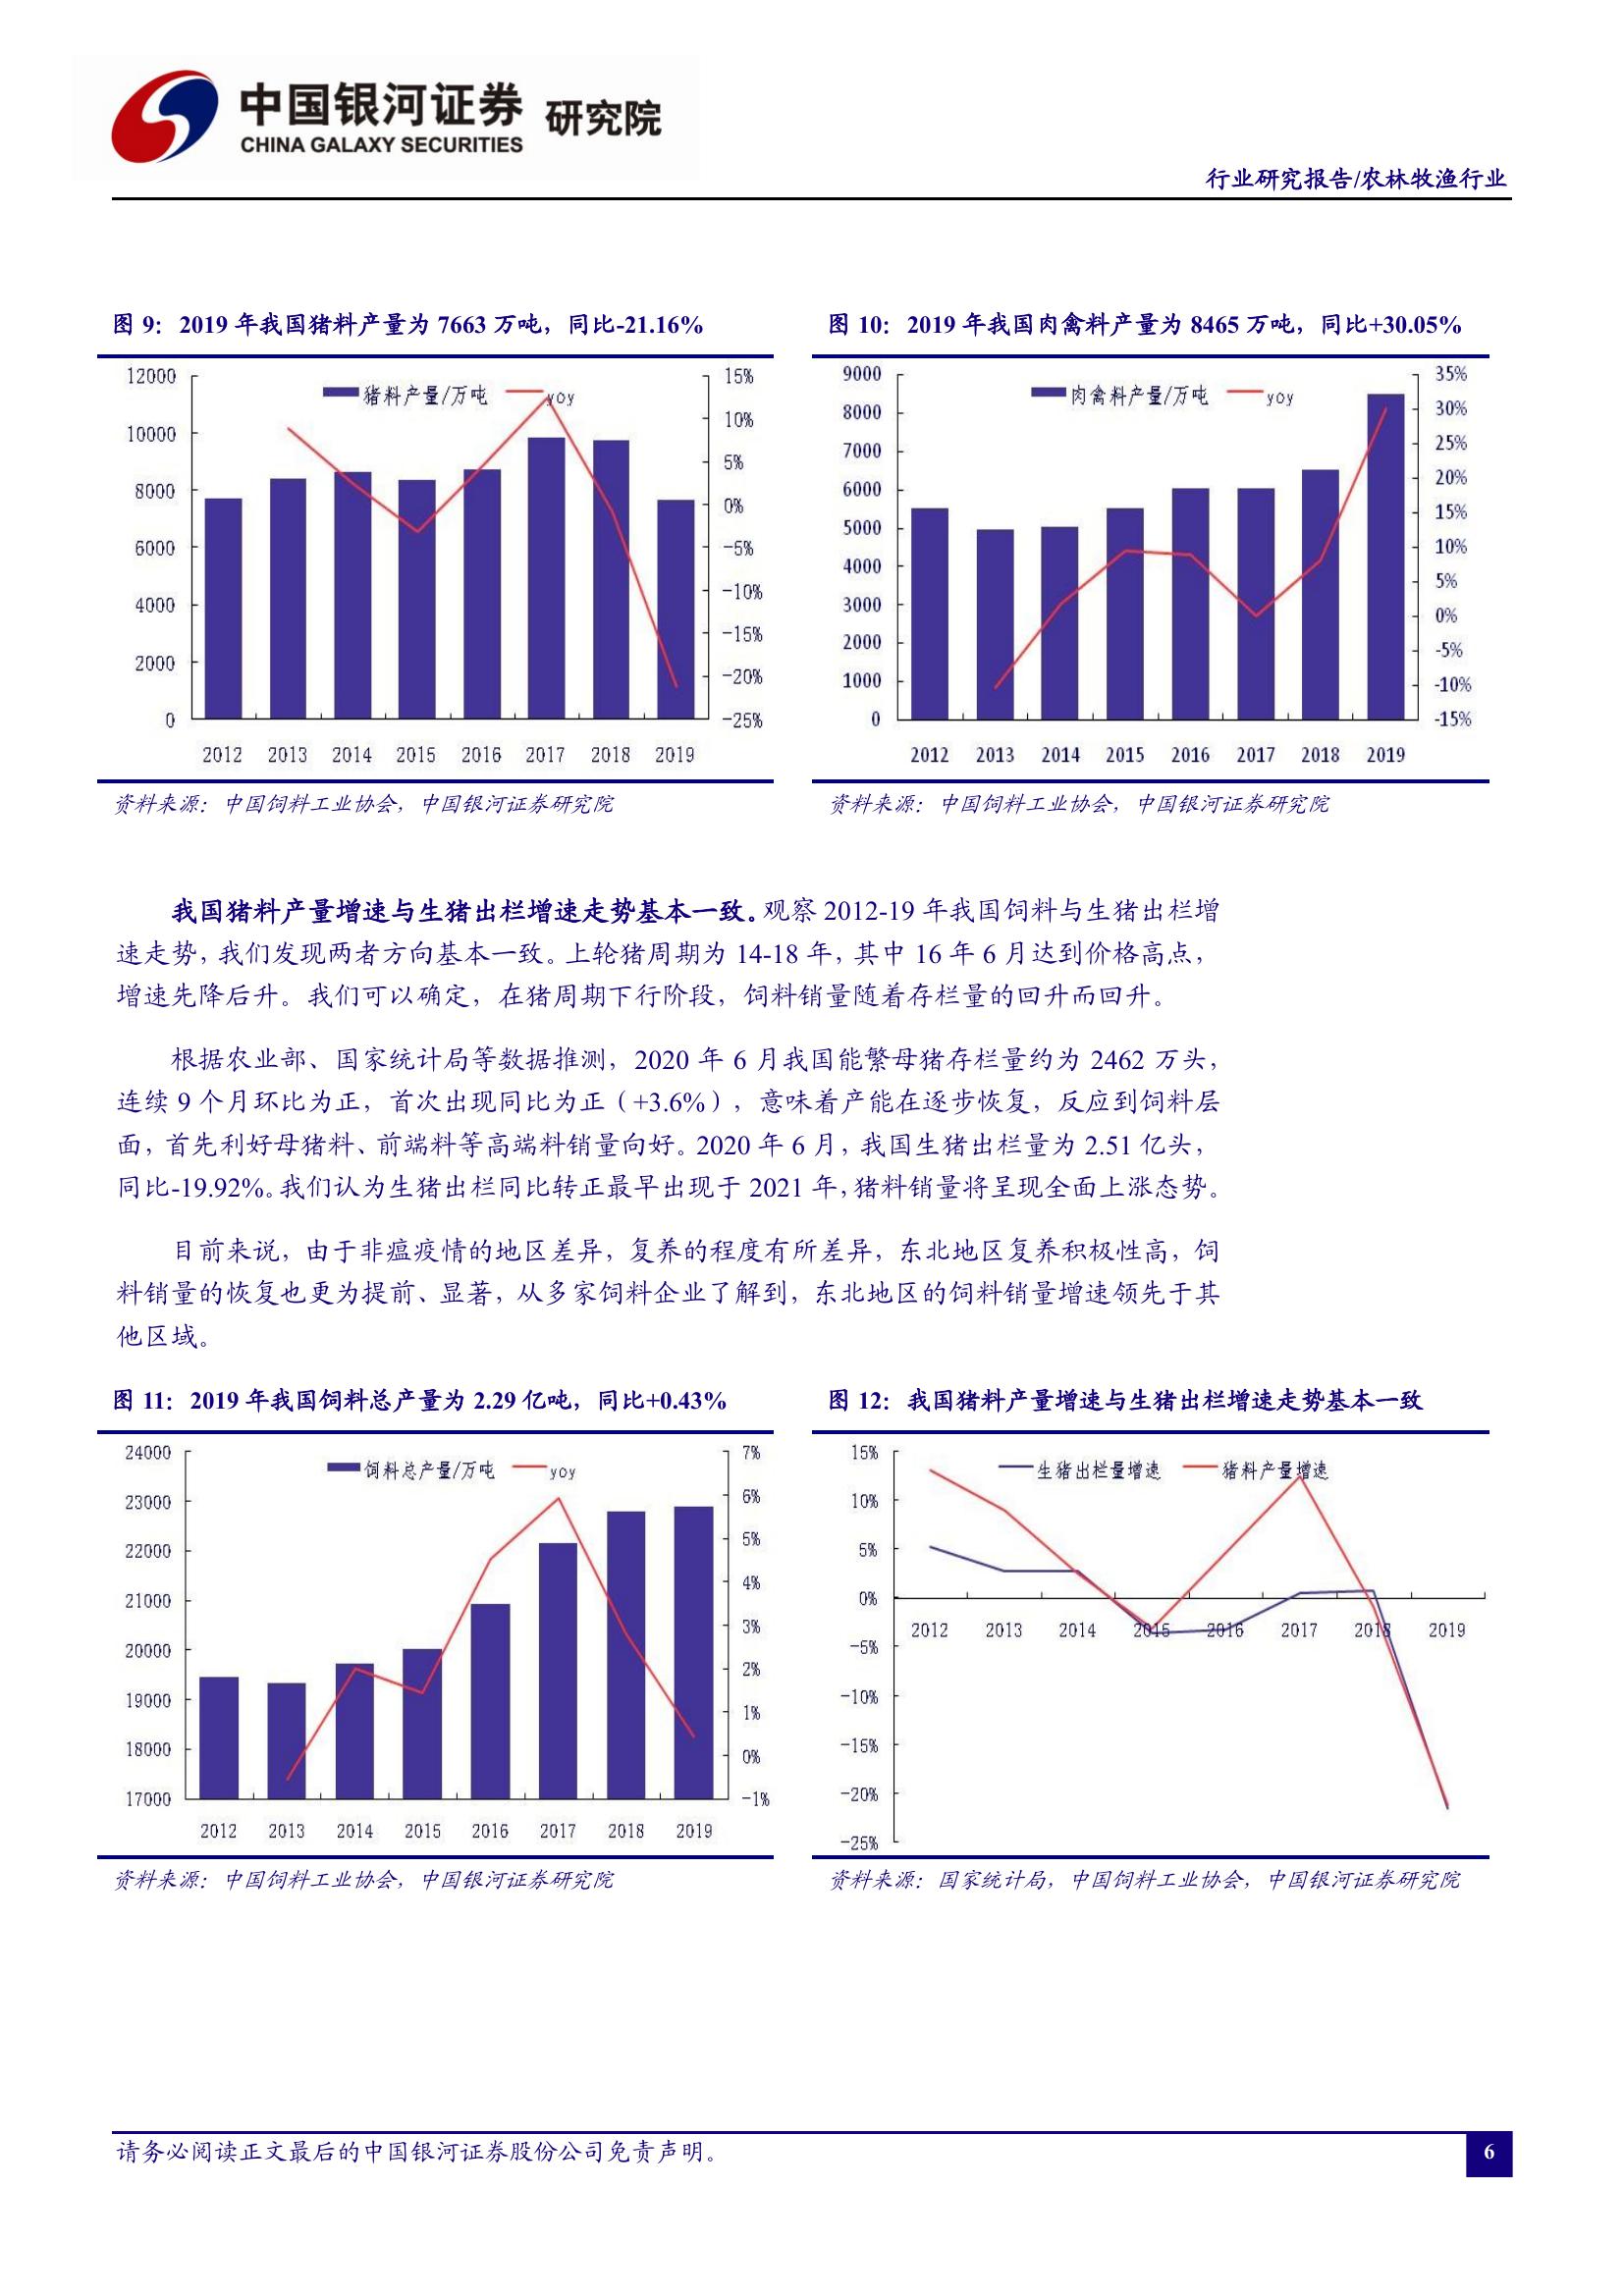 中国银河证券 研究院
CHINA GALAXY SECURITIES
行业研究报告/农林牧渔行业
图 9：2019 年我国猪料产量为 7663 万吨，同比-21.16%
猪料产量/万吨 yoy
12000
10000
8000
6000
4000
2000
0
15%
10%
5%
0%
-5%
-10%
-15%
-20%
-25%
2012 2013 2014 2015 2016 2017 2018 2019
资料来源：中国饲料工业协会，中国银河证券研究院
图 10：2019 年我国肉禽料产量为 8465 万吨，同比+30.05%
肉禽料产量/万吨 yoy
9000
8000
7000
6000
5000
4000
3000
2000
1000
0
35%
30%
25%
20%
15%
10%
5%
0%
-5%
-10%
-15%
2012 2013 2014 2015 2016 2017 2018 2019
资料来源：中国饲料工业协会，中国银河证券研究院
我国猪料产量增速与生猪出栏增速走势基本一致。观察 2012-19 年我国饲料与生猪出栏增
速走势，我们发现两者方向基本一致。上轮猪周期为 14-18 年，其中 16 年 6 月达到价格高点，
增速先降后升。我们可以确定，在猪周期下行阶段，饲料销量随着存栏量的回升而回升。
根据农业部、国家统计局等数据推测，2020 年 6 月我国能繁母猪存栏量约为 2462 万头，
连续 9 个月环比为正，首次出现同比为正（+3.6%），意味着产能在逐步恢复，反应到饲料层
面，首先利好母猪料、前端料等高端料销量向好。2020 年 6 月，我国生猪出栏量为 2.51 亿头，
同比-19.92%。我们认为生猪出栏同比转正最早出现于 2021 年，猪料销量将呈现全面上涨态势。
目前来说，由于非瘟疫情的地区差异，复养的程度有所差异，东北地区复养积极性高，饲
料销量的恢复也更为提前、显著，从多家饲料企业了解到，东北地区的饲料销量增速领先于其
他区域。
图 11：2019 年我国饲料总产量为 2.29 亿吨，同比+0.43%
饲料总产量/万吨 yoy
24000
23000
22000
21000
20000
19000
18000
17000
7%
6%
5%
4%
3%
2%
1%
0%
-1%
2012 2013 2014 2015 2016 2017 2018 2019
资料来源：中国饲料工业协会，中国银河证券研究院
图 12：我国猪料产量增速与生猪出栏增速走势基本一致
生猪出栏量增速 猪料产量增速
15%
10%
5%
0%
-5%
-10%
-15%
-20%
-25%
2012 2013 2014 2015 2016 2017 2018 2019
资料来源：国家统计局，中国饲料工业协会，中国银河证券研究院
请务必阅读正文最后的中国银河证券股份公司免责声明。
6